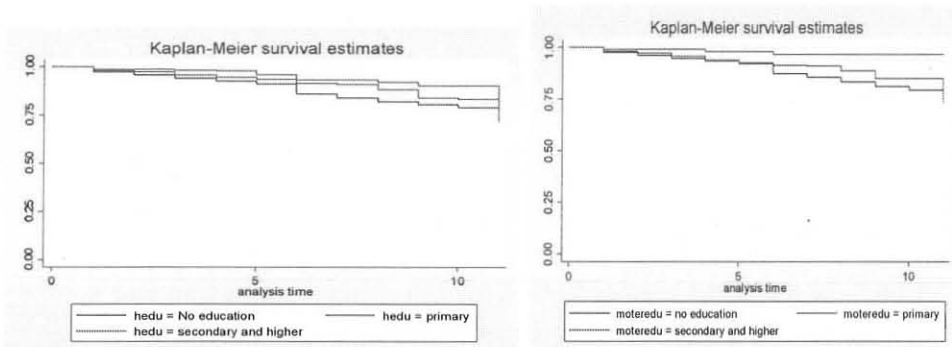 Kaplan-Meier survival estimates
1.00
0.75
0.50
0.25
0.00
0 5 10
analysis time
hedu = No education hedu = primary
hedu = secondary and higher
Kaplan-Meier survival estimates
1.00
0.75
0.50
0.25
0.00
0 5 10
analysis time
moteredu = no education moteredu = primary
moteredu = secondary and higher